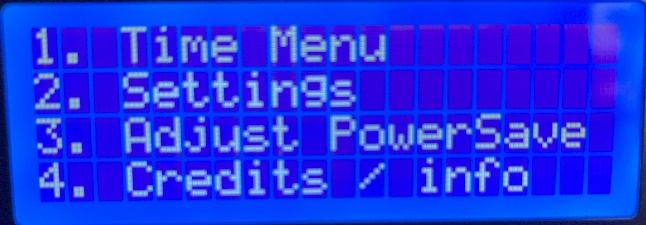 1. Time Menu
2. Settings
3. Adjust PowerSave
4. Credits / info